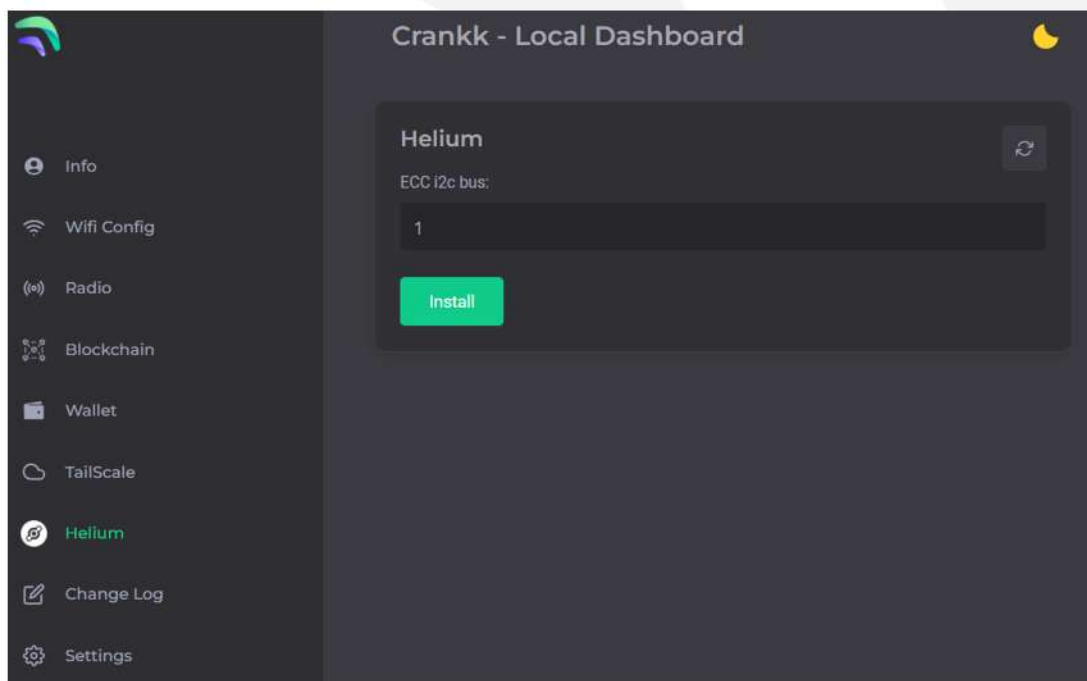 Crankk - Local Dashboard
Info
Wifi Config
Radio
Blockchain
Wallet
TailScale
Helium
Change Log
Settings
Helium
ECC i2c bus:
1
Install